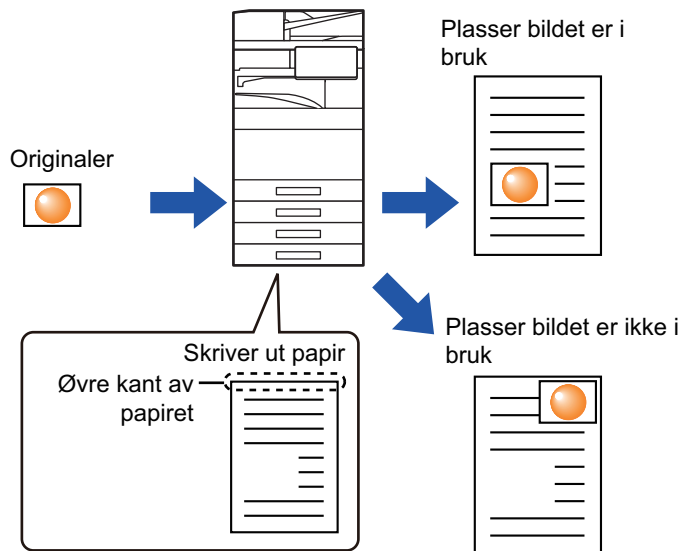 Plasser bildet er i
bruk
Originaler
Plasser bildet er ikke i
bruk
Skriver ut papir
Øvre kant av
papiret